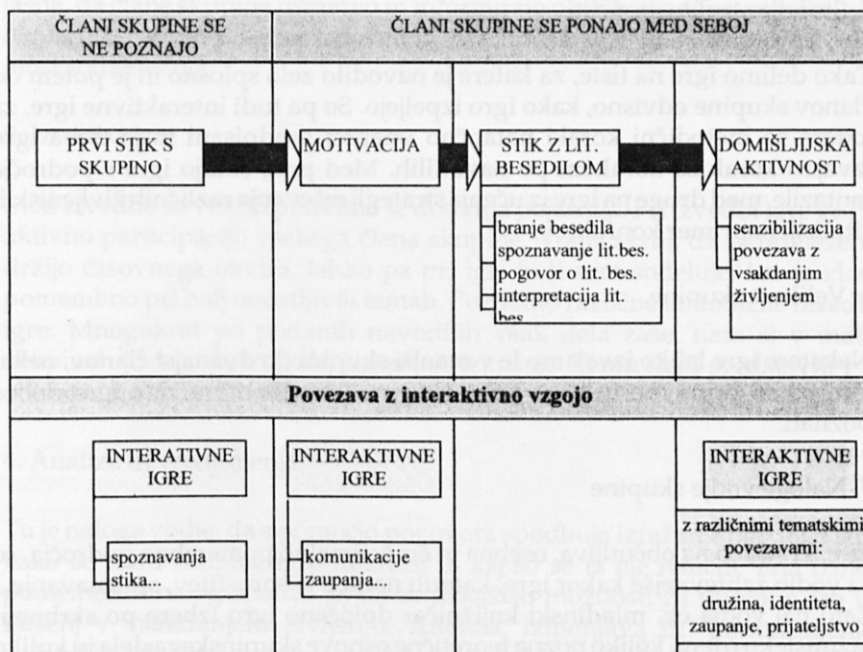 ČLANI SKUPINE SE
NE POZNAJO
ČLANI SKUPINE SE PONAJO MED SEBOJ
PRVI STIK S
SKUPINO
MOTIVACIJA
STIK Z LIT.
BESEDILOM
DOMIŠLJIJSKA
AKTIVNOST
branje besedila
spoznavanje lit. bes.
pogovor o lit. bes.
interpretacija lit.
bes
senzibilizacija
povezava z
vsakdanjim
življenjem
Povezava z interaktivno vzgojo
INTERATIVNE
IGRE
spoznavanja
stika...
INTERAKTIVNE
IGRE
komunikacije
zaupanja...
INTERAKTIVNE
IGRE
z različnimi tematskimi
povezavami:
družina, identiteta,
zaupanje, prijateljstvo